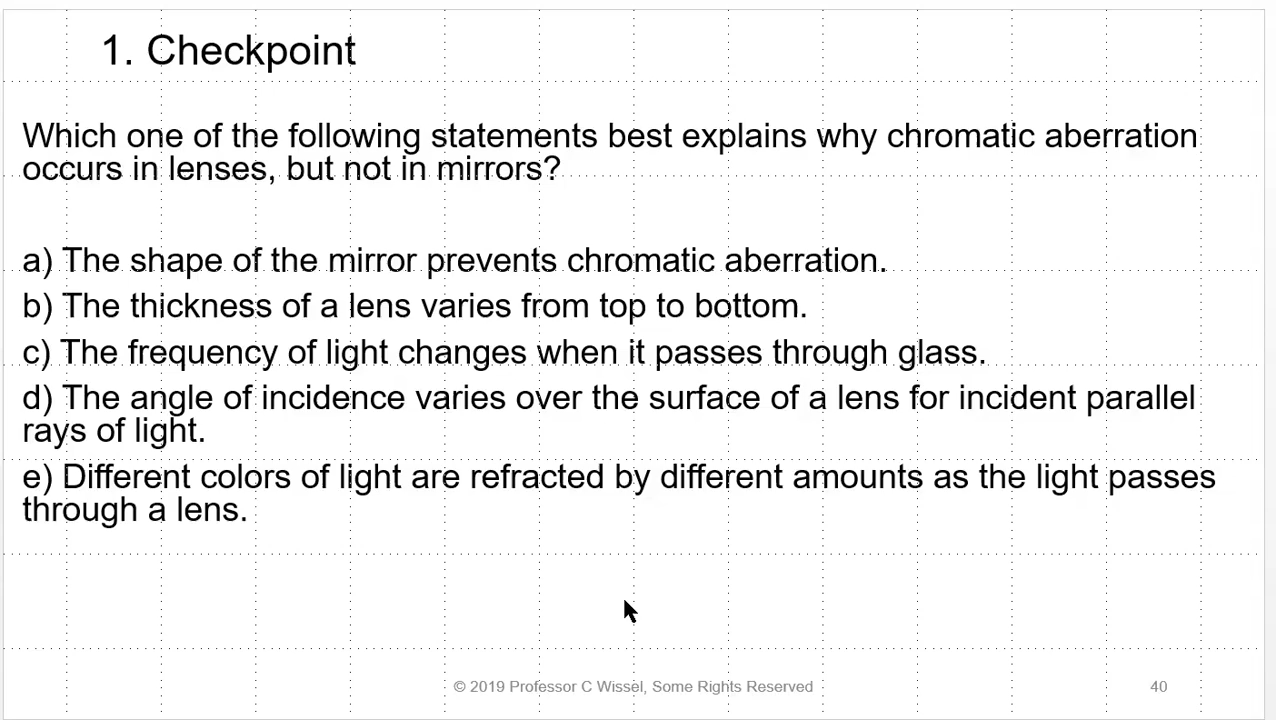 1. Checkpoint
Which one of the following statements best explains why chromatic aberration
occurs in lenses, but not in mirrors?
a) The shape of the mirror prevents chromatic aberration.
b) The thickness of a lens varies from top to bottom.
c) The frequency of light changes when it passes through glass.
d) The angle of incidence varies over the surface of a lens for incident parallel
rays of light.
e) Different colors of light are refracted by different amounts as the light passes
through a lens.
© 2019 Professor C Wissel, Some Rights Reserved
40